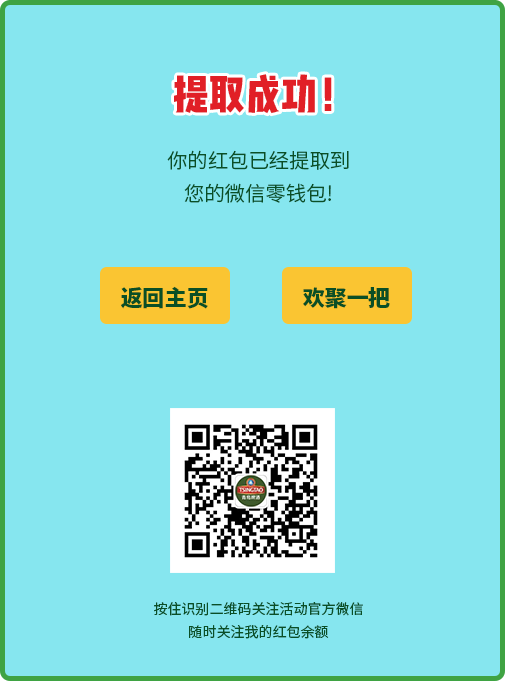 提取成功!
你的红包已经提取到
您的微信零钱包!
返回主页
欢聚一把
TSINGTAO
青岛啤酒
按住识别二维码关注活动官方微信
随时关注我的红包余额